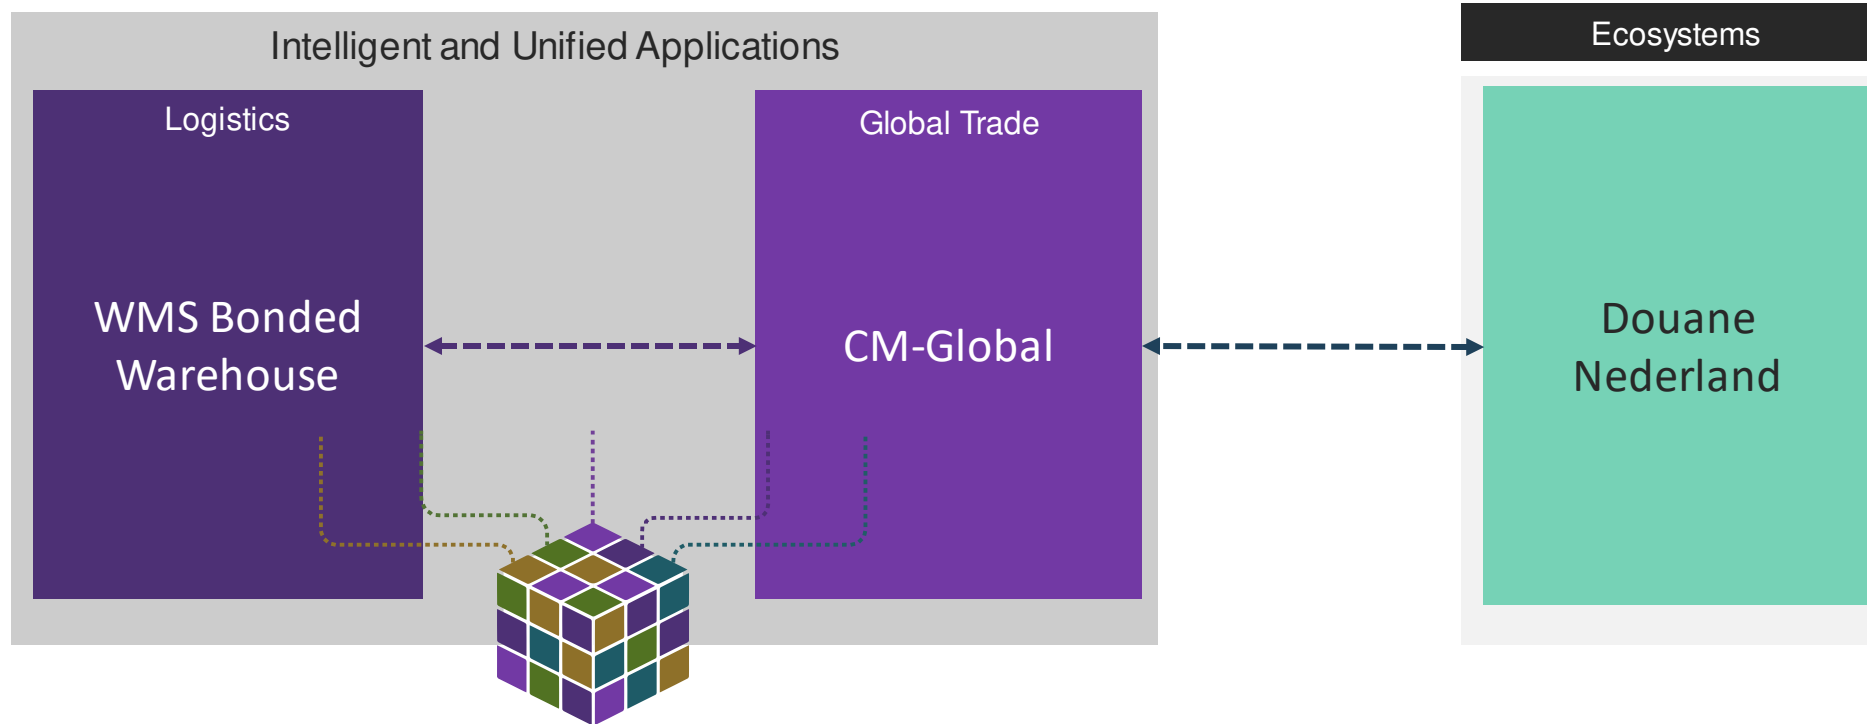 Intelligent and Unified Applications
Ecosystems
Logistics
Global Trade
WMS Bonded
Warehouse
CM-Global
Douane
Nederland